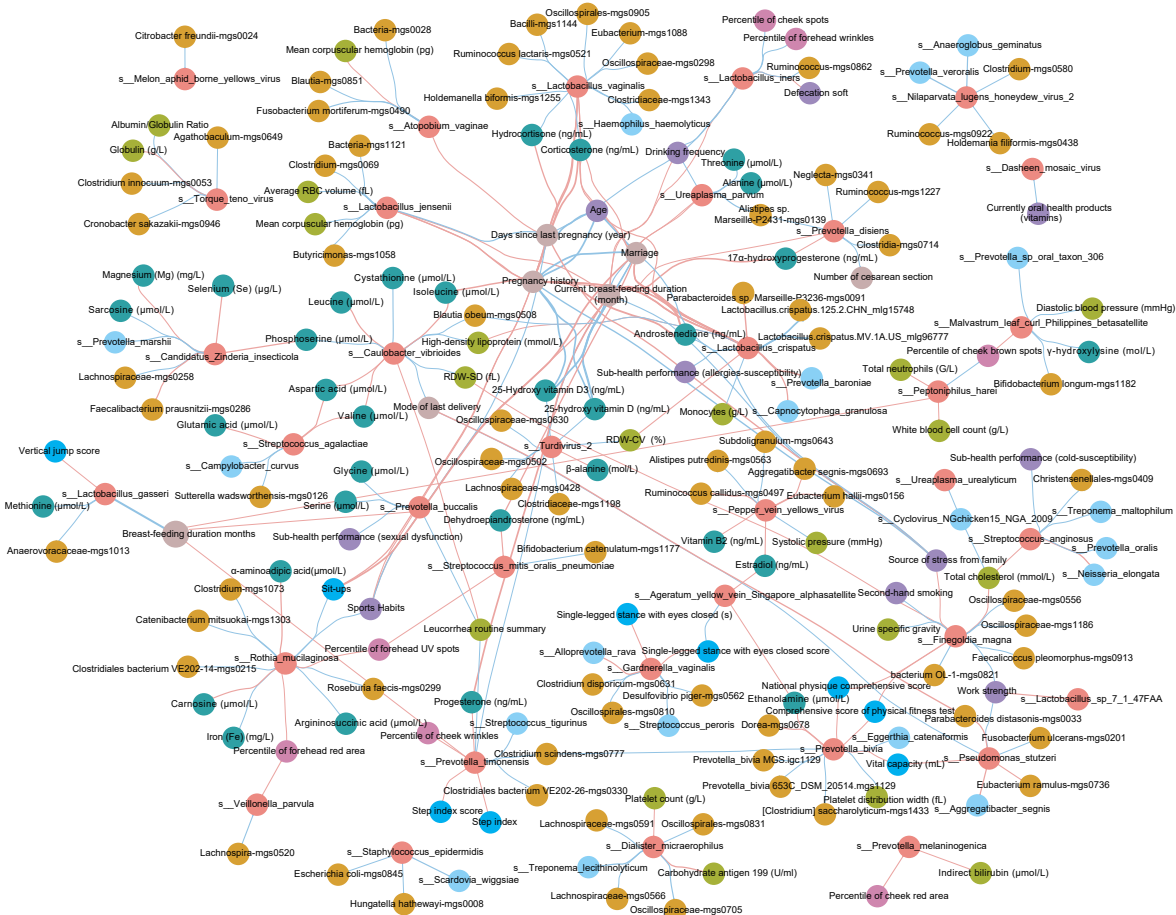 Citrobacter freundii-mgs0024
s__Melon_aphid_borne_yellows_virus
Bacteria-mgs0028
Mean corpuscular hemoglobin (pg)
Blautia-mgs0851
Fusobacterium mortiferum-mgs0490
s__Atopobium_vaginae
Bacilli-mgs1144
Oscillospirales-mgs0905
Eubacterium-mgs1088
Ruminococcus lactaris-mgs0521
Oscillospiraceae-mgs0298
s__Lactobacillus_vaginalis
Holdemanella biformis-mgs1255
Clostridiaceae-mgs1343
s__Haemophilus_haemolyticus
Hydrocortisone (ng/mL)
Corticosterone (ng/mL)
Percentile of cheek spots
Percentile of forehead wrinkles
Ruminococcus-mgs0862
s__Lactobacillus_iners
Defecation soft
s__Anaeroglobus_geminatus
s__Prevotella_veroralis
Clostridium-mgs0580
s__Nilaparvata_lugens_honeydew_virus_2
Ruminococcus-mgs0922
Holdemania filiformis-mgs0438
Albumin/Globulin Ratio
Agathobaculum-mgs0649
Globulin (g/L)
Clostridium innocuum-mgs0053
s__Torque_teno_virus
Cronobacter sakazakii-mgs0946
Bacteria-mgs1121
Clostridium-mgs0069
Average RBC volume (fL)
s__Lactobacillus_jensenii
Mean corpuscular hemoglobin (pg)
Butyricimonas-mgs1058
Drinking frequency
Threonine (μmol/L)
Alanine (μmol/L)
s__Ureaplasma_parvum
Alistipes sp.
Marseille-P2431-mgs0139
Neglecta-mgs0341
Ruminococcus-mgs1227
s__Prevotella_disiens
Clostridia-mgs0714
17α-hydroxyprogesterone (ng/mL)
Number of cesarean section
s__Dasheen_mosaic_virus
Currently oral health products
(vitamins)
Age
Days since last pregnancy (year)
Marriage
Pregnancy history
Current breast-feeding duration
(month)
s__Prevotella_sp_oral_taxon_306
Diastolic blood pressure (mmHg)
s__Malvastrum_leaf_curl_Philippines_betasatellite
Percentile of cheek brown spots
γ-hydroxylysine (mol/L)
Total neutrophils (G/L)
Bifidobacterium longum-mgs1182
s__Peptoniphilus_harei
White blood cell count (g/L)
Magnesium (Mg) (mg/L)
Selenium (Se) (μg/L)
Sarcosine (μmol/L)
Phosphoserine (μmol/L)
s__Prevotella_marshii
s__Candidatus_Zinderia_insecticola
Lachnospiraceae-mgs0258
Faecalibacterium prausnitzii-mgs0286
Cystathionine (μmol/L)
Leucine (μmol/L)
Isoleucine (μmol/L)
Blautia obeum-mgs0508
High-density lipoprotein (mmol/L)
s__Caulobacter_vibrioides
RDW-SD (fL)
Parabacteroides sp. Marseille-P3236-mgs0091
Lactobacillus.crispatus.125.2.CHN_mlg15748
Androstenedione (ng/mL)
Lactobacillus.crispatus.MV.1A.US_mlg96777
s__Lactobacillus_crispatus
Sub-health performance (allergies-susceptibility)
s__Prevotella_baroniae
25-Hydroxy vitamin D3 (ng/mL)
25-hydroxy vitamin D (ng/mL)
Monocytes (g/L)
s__Capnocytophaga_granulosa
Aspartic acid (μmol/L)
Valine (μmol/L)
Mode of last delivery
Glutamic acid (μmol/L)
s__Streptococcus_agalactiae
s__Campylobacter_curvus
Sutterella wadsworthensis-mgs0126
Oscillospiraceae-mgs0630
s__Turdivirus_2
RDW-CV (%)
Subdoligranulum-mgs0643
Oscillospiraceae-mgs0502
Alistipes putredinis-mgs0563
Aggregatibacter segnis-mgs0693
β-alanine (mol/L)
Ruminococcus callidus-mgs0497
Eubacterium hallii-mgs0156
s__Pepper_vein_yellows_virus
Vertical jump score
s__Lactobacillus_gasseri
Methionine (μmol/L)
Anaerovoracaceae-mgs1013
Breast-feeding duration months
Glycine (μmol/L)
Serine (μmol/L)
s__Prevotella_buccalis
Lachnospiraceae-mgs0428
Clostridiaceae-mgs1198
Dehydroepiandrosterone (ng/mL)
Sub-health performance (sexual dysfunction)
Vitamin B2 (ng/mL)
Systolic pressure (mmHg)
Bifidobacterium catenulatum-mgs1177
s__Streptococcus_mitis_oralis_pneumoniae
Estradiol (ng/mL)
Sub-health performance (cold-susceptibility)
s__Ureaplasma_urealyticum
Christensenellales-mgs0409
s__Cyclovirus_NGchicken15_NGA_2009
s__Treponema_maltophilum
s__Streptococcus_anginosus
s__Prevotella_oralis
s__Neisseria_elongata
Source of stress from family
Total cholesterol (mmol/L)
Second-hand smoking
Oscillospiraceae-mgs0556
Oscillospiraceae-mgs1186
Urine specific gravity
s__Finegoldia_magna
Faecalicoccus pleomorphus-mgs0913
bacterium OL-1-mgs0821
α-aminoadipic acid(μmol/L)
Clostridium-mgs1073
Sit-ups
Sports Habits
Catenibacterium mitsuokai-mgs1303
Leucorrhea routine summary
Percentile of forehead UV spots
s__Rothia_mucilaginosa
Clostridiales bacterium VE202-14-mgs0215
Roseburia faecis-mgs0299
Carnosine (μmol/L)
Argininosuccinic acid (μmol/L)
Iron (Fe) (mg/L)
Percentile of forehead red area
s__Veillonella_parvula
Lachnospira-mgs0520
s__Ageratum_yellow_vein_Singapore_alphasatellite
Single-legged stance with eyes closed (s)
Single-legged stance with eyes closed score
s__Alloprevotella_rava
s__Gardnerella_vaginalis
Clostridium disporicum-mgs0631
Desulfovibrio piger-mgs0562
Oscillospirales-mgs0810
s__Streptococcus_peroris
Progesterone (ng/mL)
s__Streptococcus_tigurinus
Percentile of cheek wrinkles
Clostridium scindens-mgs0777
s__Prevotella_timonensis
Clostridiales bacterium VE202-26-mgs0330
Step index score
Step index
National physique comprehensive score
Ethanolamine (μmol/L)
Comprehensive score of physical fitness test
Dorea-mgs0678
s__Prevotella_bivia
s__Eggerthia_catenaformis
Prevotella_bivia MGS.igc1129
Vital capacity (mL)
Prevotella_bivia 653C_DSM_20514.mgs1129
Platelet distribution width (fL)
[Clostridium] saccharolyticum-mgs1433
Work strength
s__Lactobacillus_sp_7_1_47FAA
Parabacteroides distasonis-mgs0033
Fusobacterium ulcerans-mgs0201
s__Pseudomonas_stutzeri
Eubacterium ramulus-mgs0736
s__Aggregatibacter_segnis
Platelet count (g/L)
Lachnospiraceae-mgs0591
Oscillospirales-mgs0831
s__Dialister_micraerophilus
s__Treponema_lecithinolyticum
Carbohydrate antigen 199 (U/ml)
Lachnospiraceae-mgs0566
Oscillospiraceae-mgs0705
s__Staphylococcus_epidermidis
Escherichia coli-mgs0845
s__Scardovia_wiggsiae
Hungatella hathewayi-mgs0008
s__Prevotella_melaninogenica
Indirect bilirubin (μmol/L)
Percentile of cheek red area